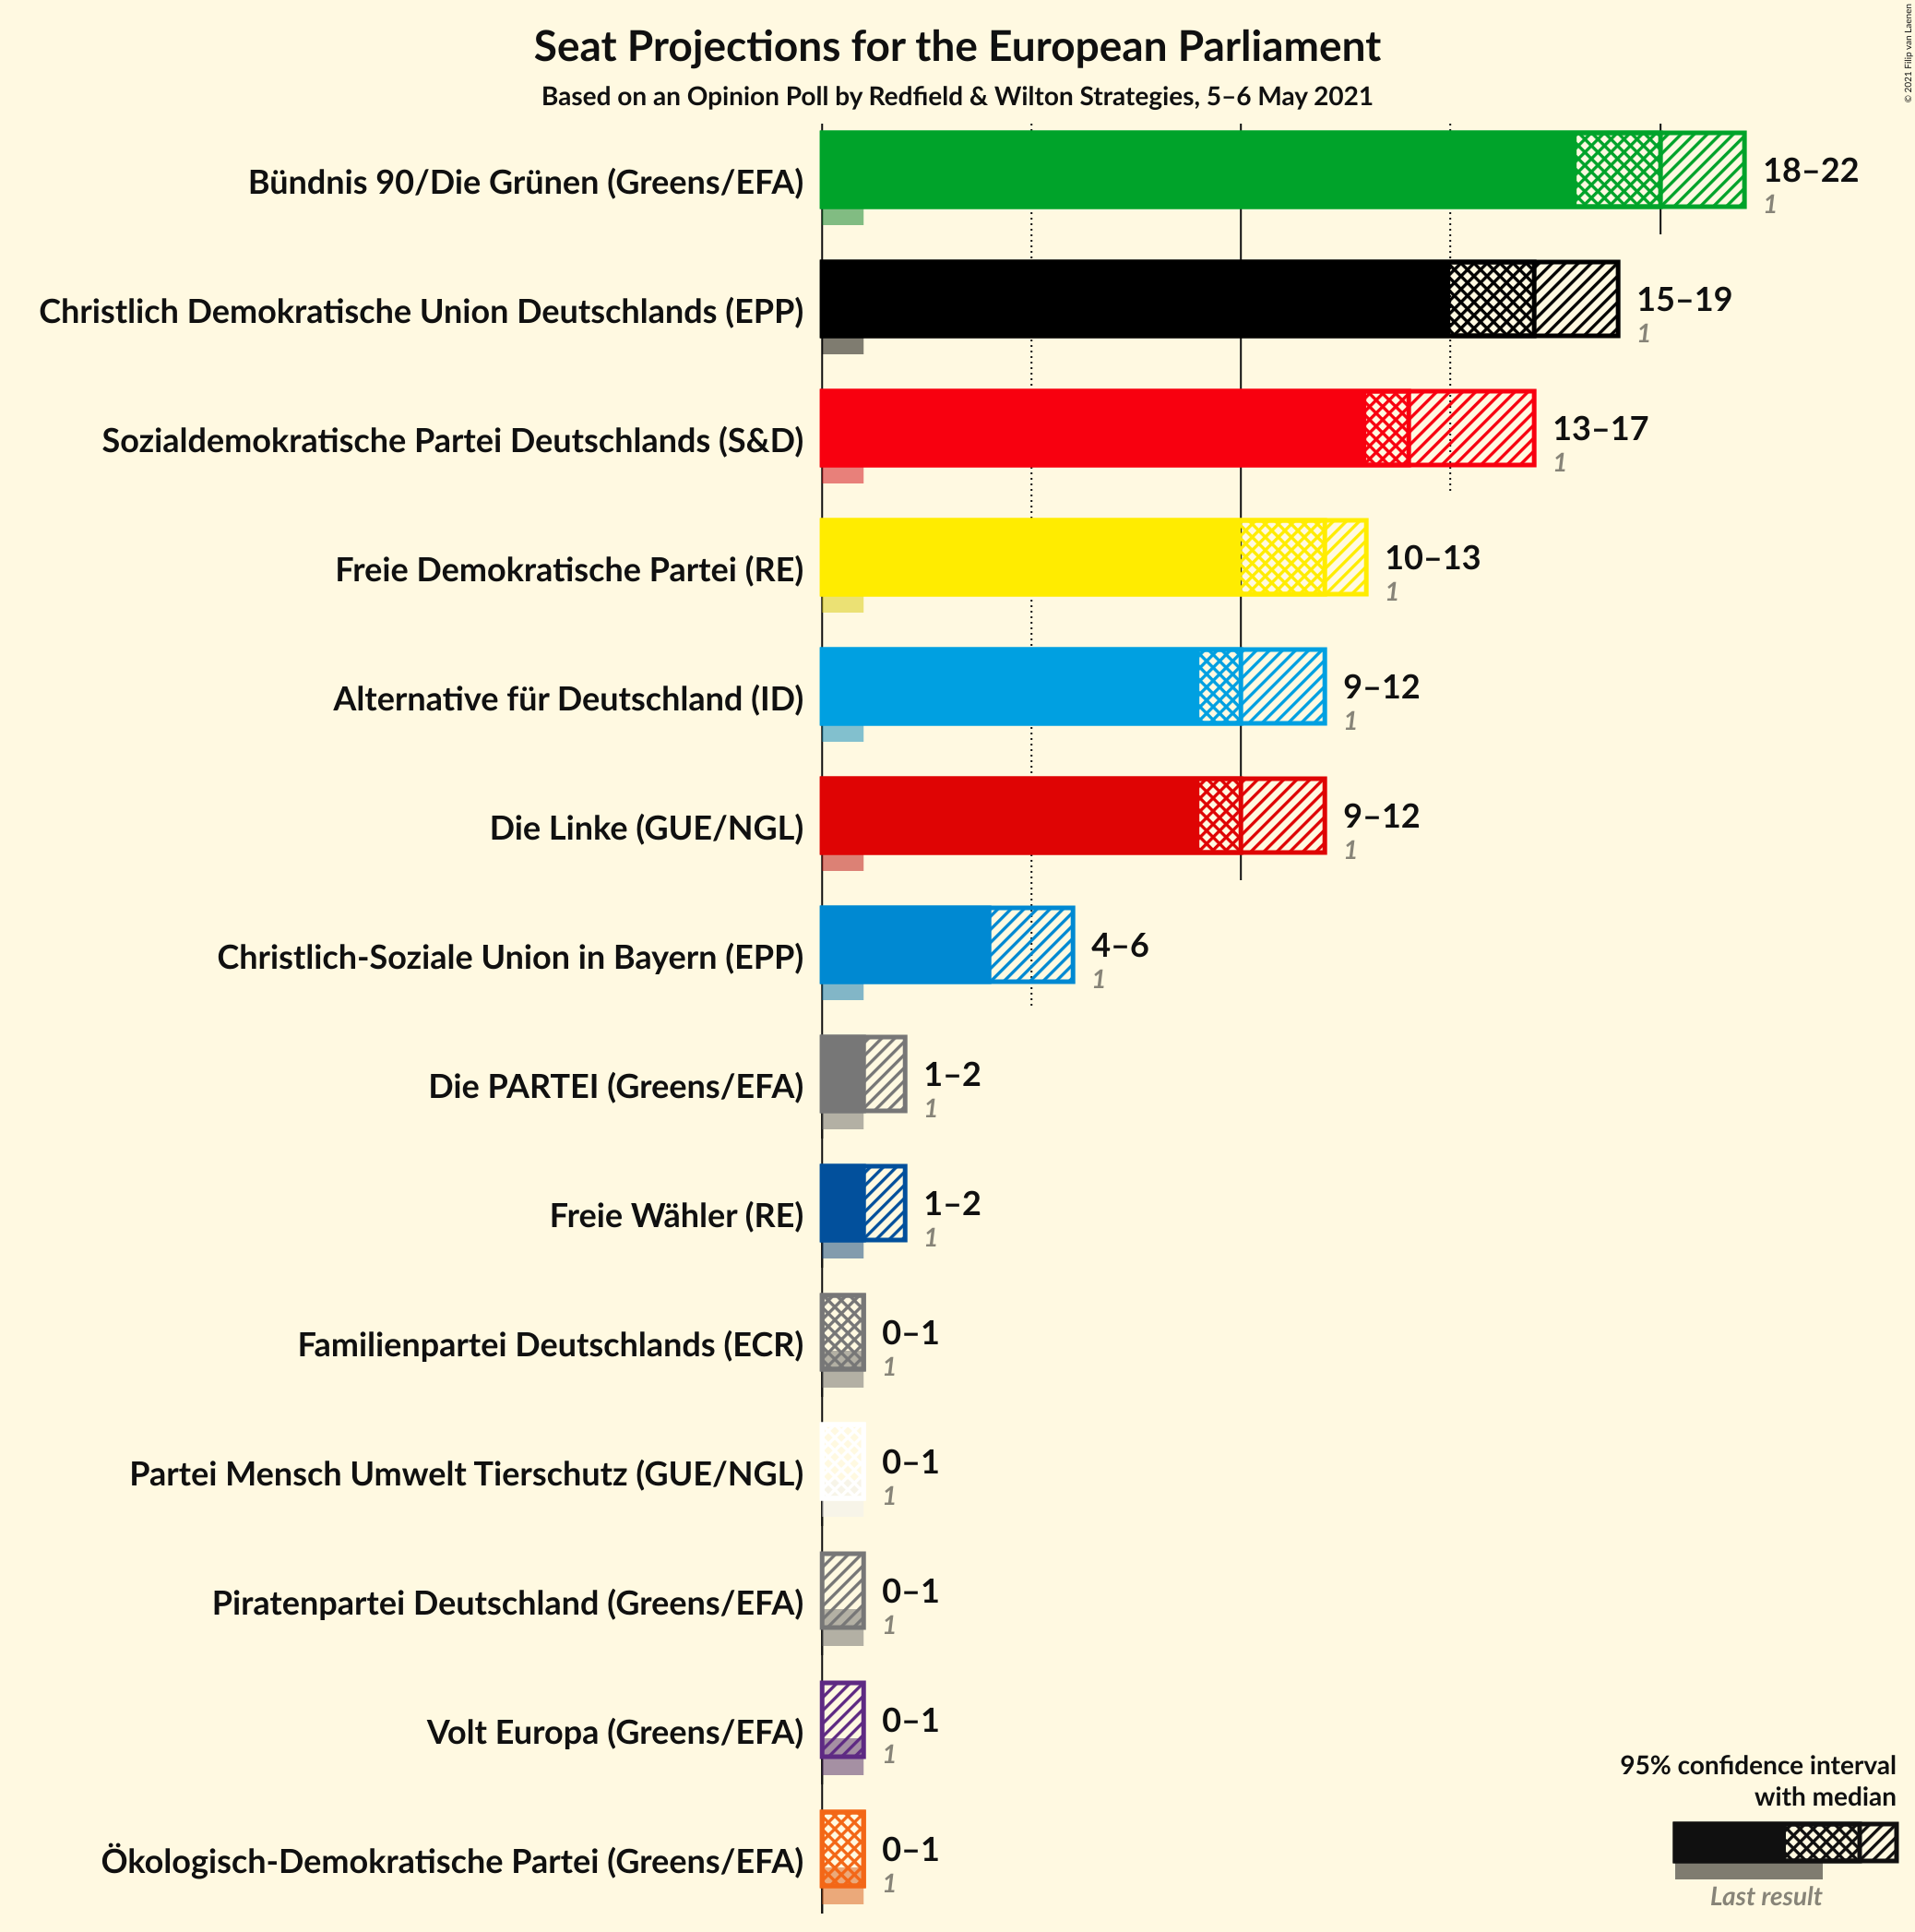 Seat Projections for the European Parliament
Based on an Opinion Poll by Redfield & Wilton Strategies, 5–6 May 2021
© 2021 Filip van Laenen
Bündnis 90/Die Grünen (Greens/EFA)
18–22
1
Christlich Demokratische Union Deutschlands (EPP)
15–19
1
Sozialdemokratische Partei Deutschlands (S&D)
13–17
1
Freie Demokratische Partei (RE)
10–13
1
Alternative für Deutschland (ID)
9–12
1
Die Linke (GUE/NGL)
9–12
1
Christlich-Soziale Union in Bayern (EPP)
4–6
1
Die PARTEI (Greens/EFA)
1–2
1
Freie Wähler (RE)
1–2
1
Familienpartei Deutschlands (ECR)
0–1
1
Partei Mensch Umwelt Tierschutz (GUE/NGL)
0–1
1
Piratenpartei Deutschland (Greens/EFA)
0–1
1
Volt Europa (Greens/EFA)
0–1
1
Ökologisch-Demokratische Partei (Greens/EFA)
0–1
1
95% confidence interval
with median
Last result